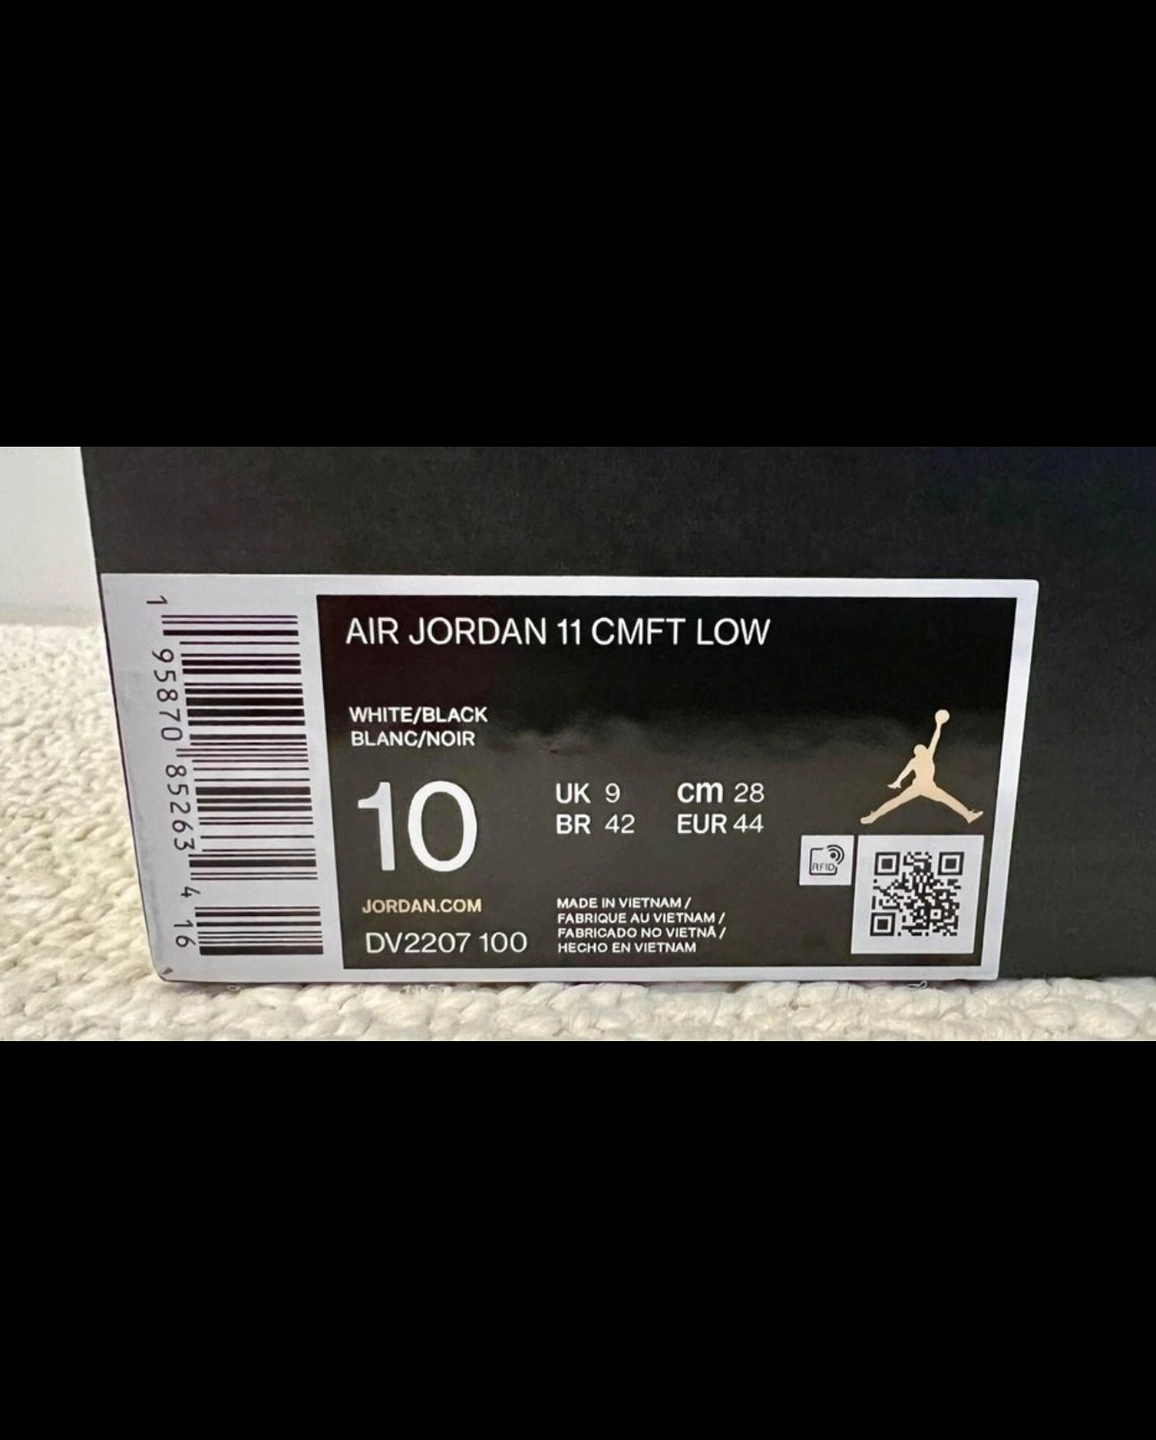 AIR JORDAN 11 CMFT LOW
WHITE/BLACK
BLANC/NOIR
10
UK 9
cm 28
BR 42
EUR 44
RFID
JORDAN.COM
DV2207 100
MADE IN VIETNAM /
FABRIQUE AU VIETNAM /
FABRICADO NO VIETNÃ /
HECHO EN VIETNAM
1 95870 85263 4 16